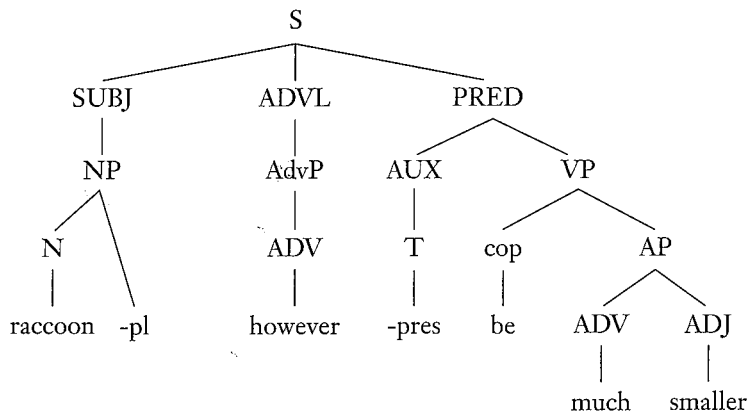 S
SUBJ ADVL PRED
NP AdvP AUX VP
N ADV T cop AP
raccoon -pl however -pres be ADV ADJ
much smaller